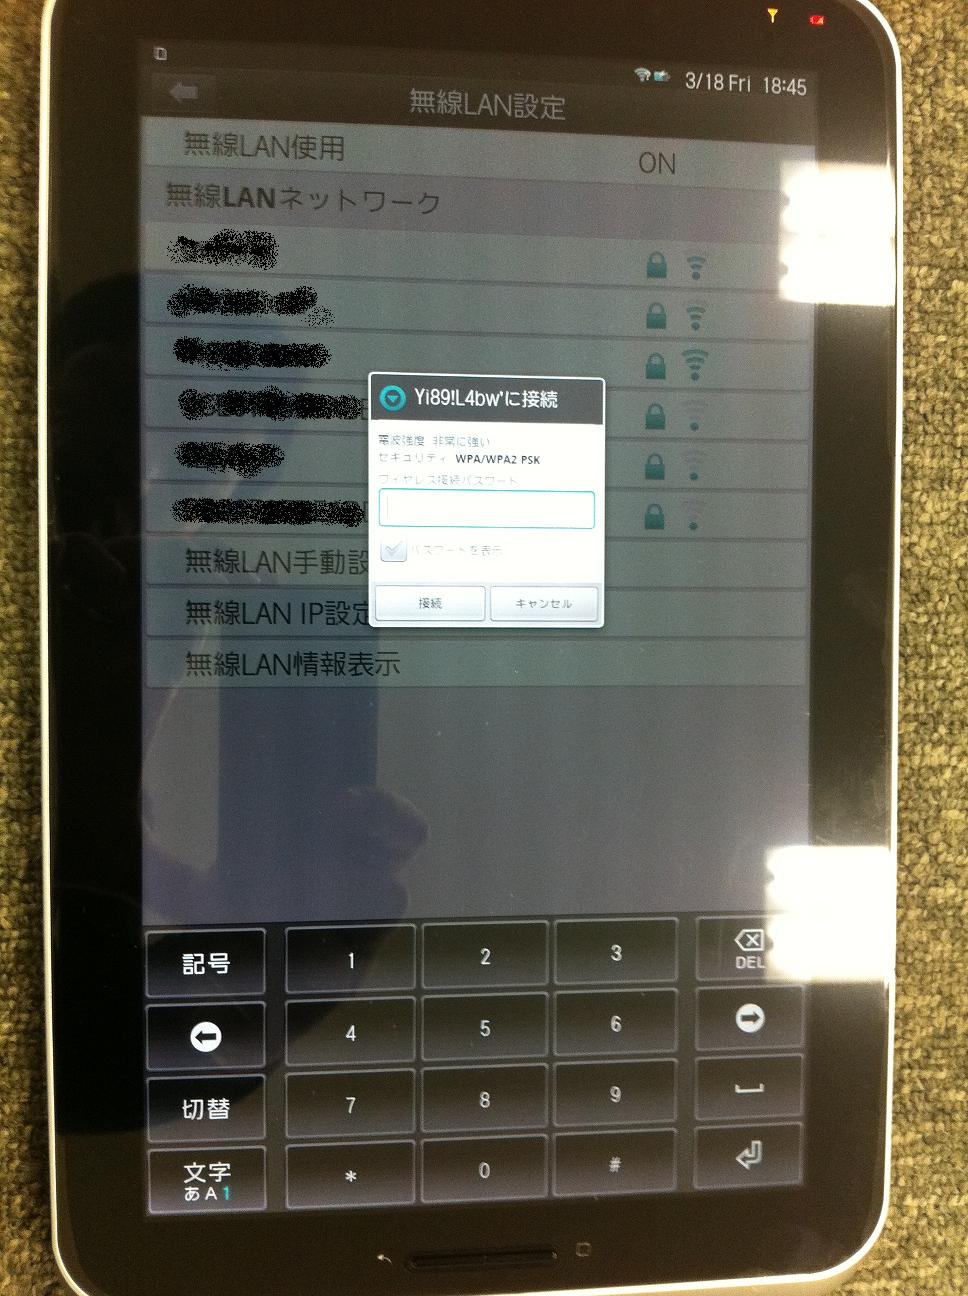 3/18 Fri 18:45
無線LAN設定
無線LAN使用 ON
無線LANネットワーク
Yi89!L4bw'に接続
電波強度 非常に強い
セキュリティ WPA/WPA2 PSK
ワイヤレス接続パスワード
パスワードを表示
接続 キャンセル
無線LAN手動設
無線LAN IP設定
無線LAN情報表示
記号 1 2 3 DEL
4 5 6
切替 7 8 9
文字 * 0 #
あA1